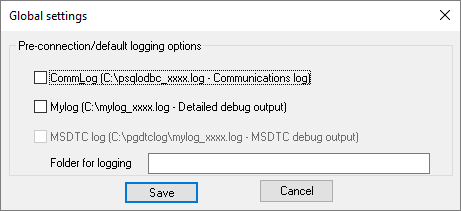 Global settings
Pre-connection/default logging options
CommLog (C:\psqlodbc_xxxx.log - Communications log)
Mylog (C:\mylog_xxxx.log - Detailed debug output)
MSDTC log (C:\pgdtclog\mylog_xxxx.log - MSDTC debug output)
Folder for logging
Save Cancel